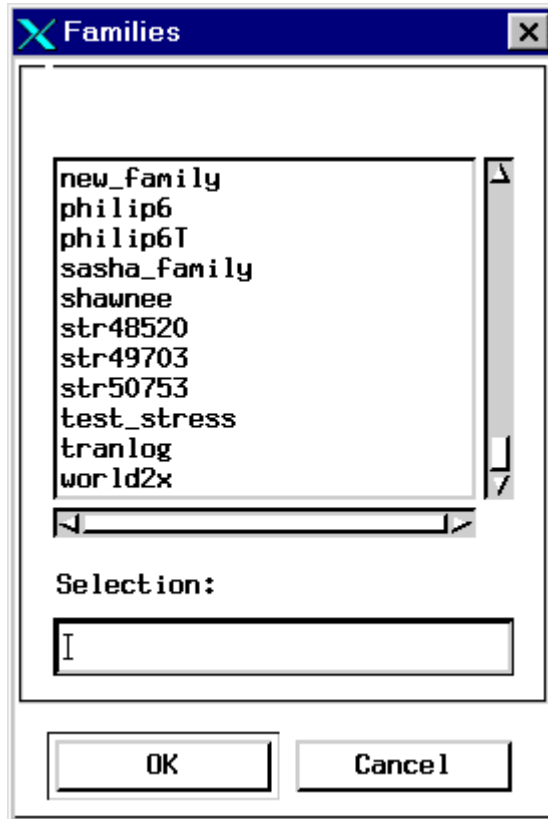 Families
new_family
philip6
philip6T
sasha_family
shawnee
str48520
str49703
str50753
test_stress
tranlog
world2x
Selection:
OK
Cancel